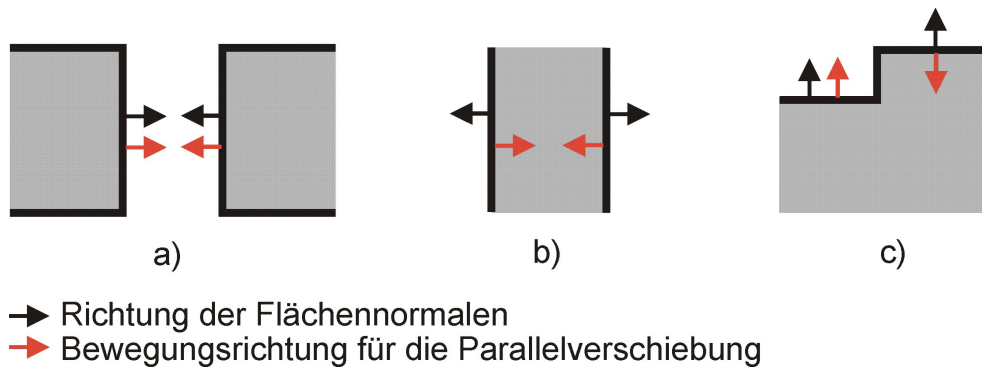 a)
b)
c)
Richtung der Flächennormalen
Bewegungsrichtung für die Parallelverschiebung